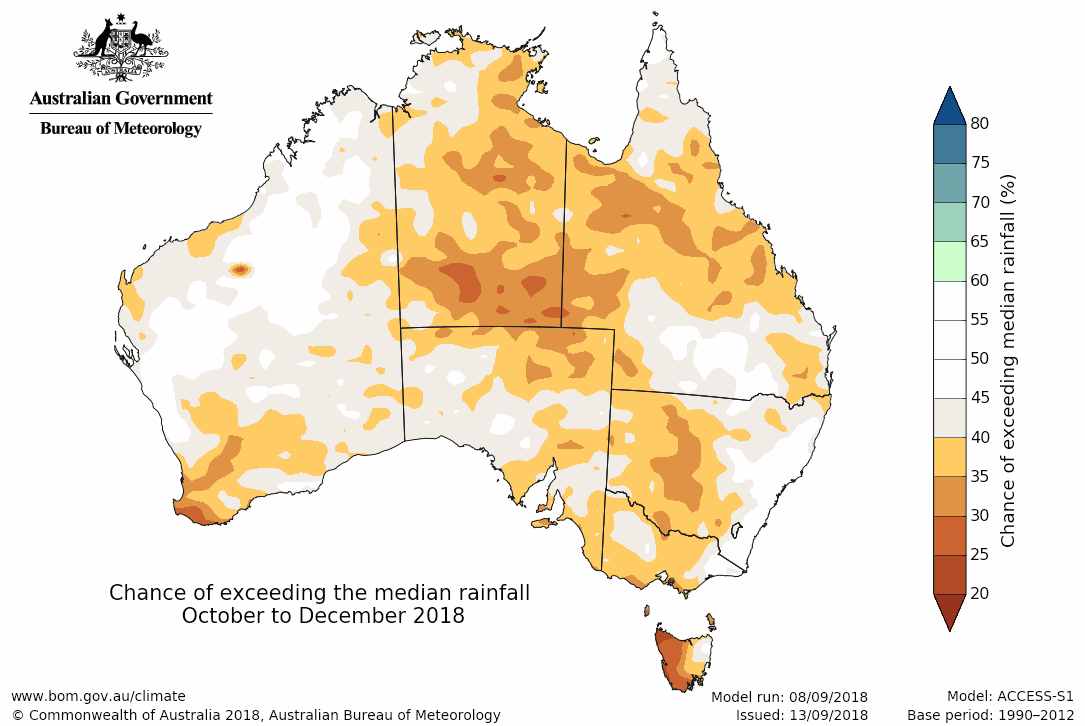 Australian Government
Bureau of Meteorology
80
75
70
65
60
55
50
45
40
35
30
25
20
Chance of exceeding median rainfall (%)
Chance of exceeding the median rainfall
October to December 2018
www.bom.gov.au/climate
© Commonwealth of Australia 2018, Australian Bureau of Meteorology
Model run: 08/09/2018
Issued: 13/09/2018
Model: ACCESS-S1
Base period: 1990–2012